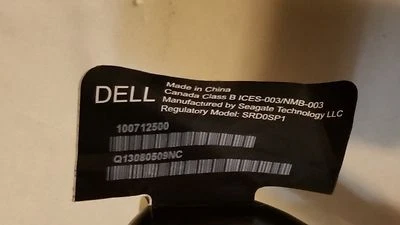 DELL
Made in China
Canada Class B ICES-003/NMB-003
Manufactured by Seagate Technology LLC
Regulatory Model: SRD0SP1
100712500
Q13080509NC